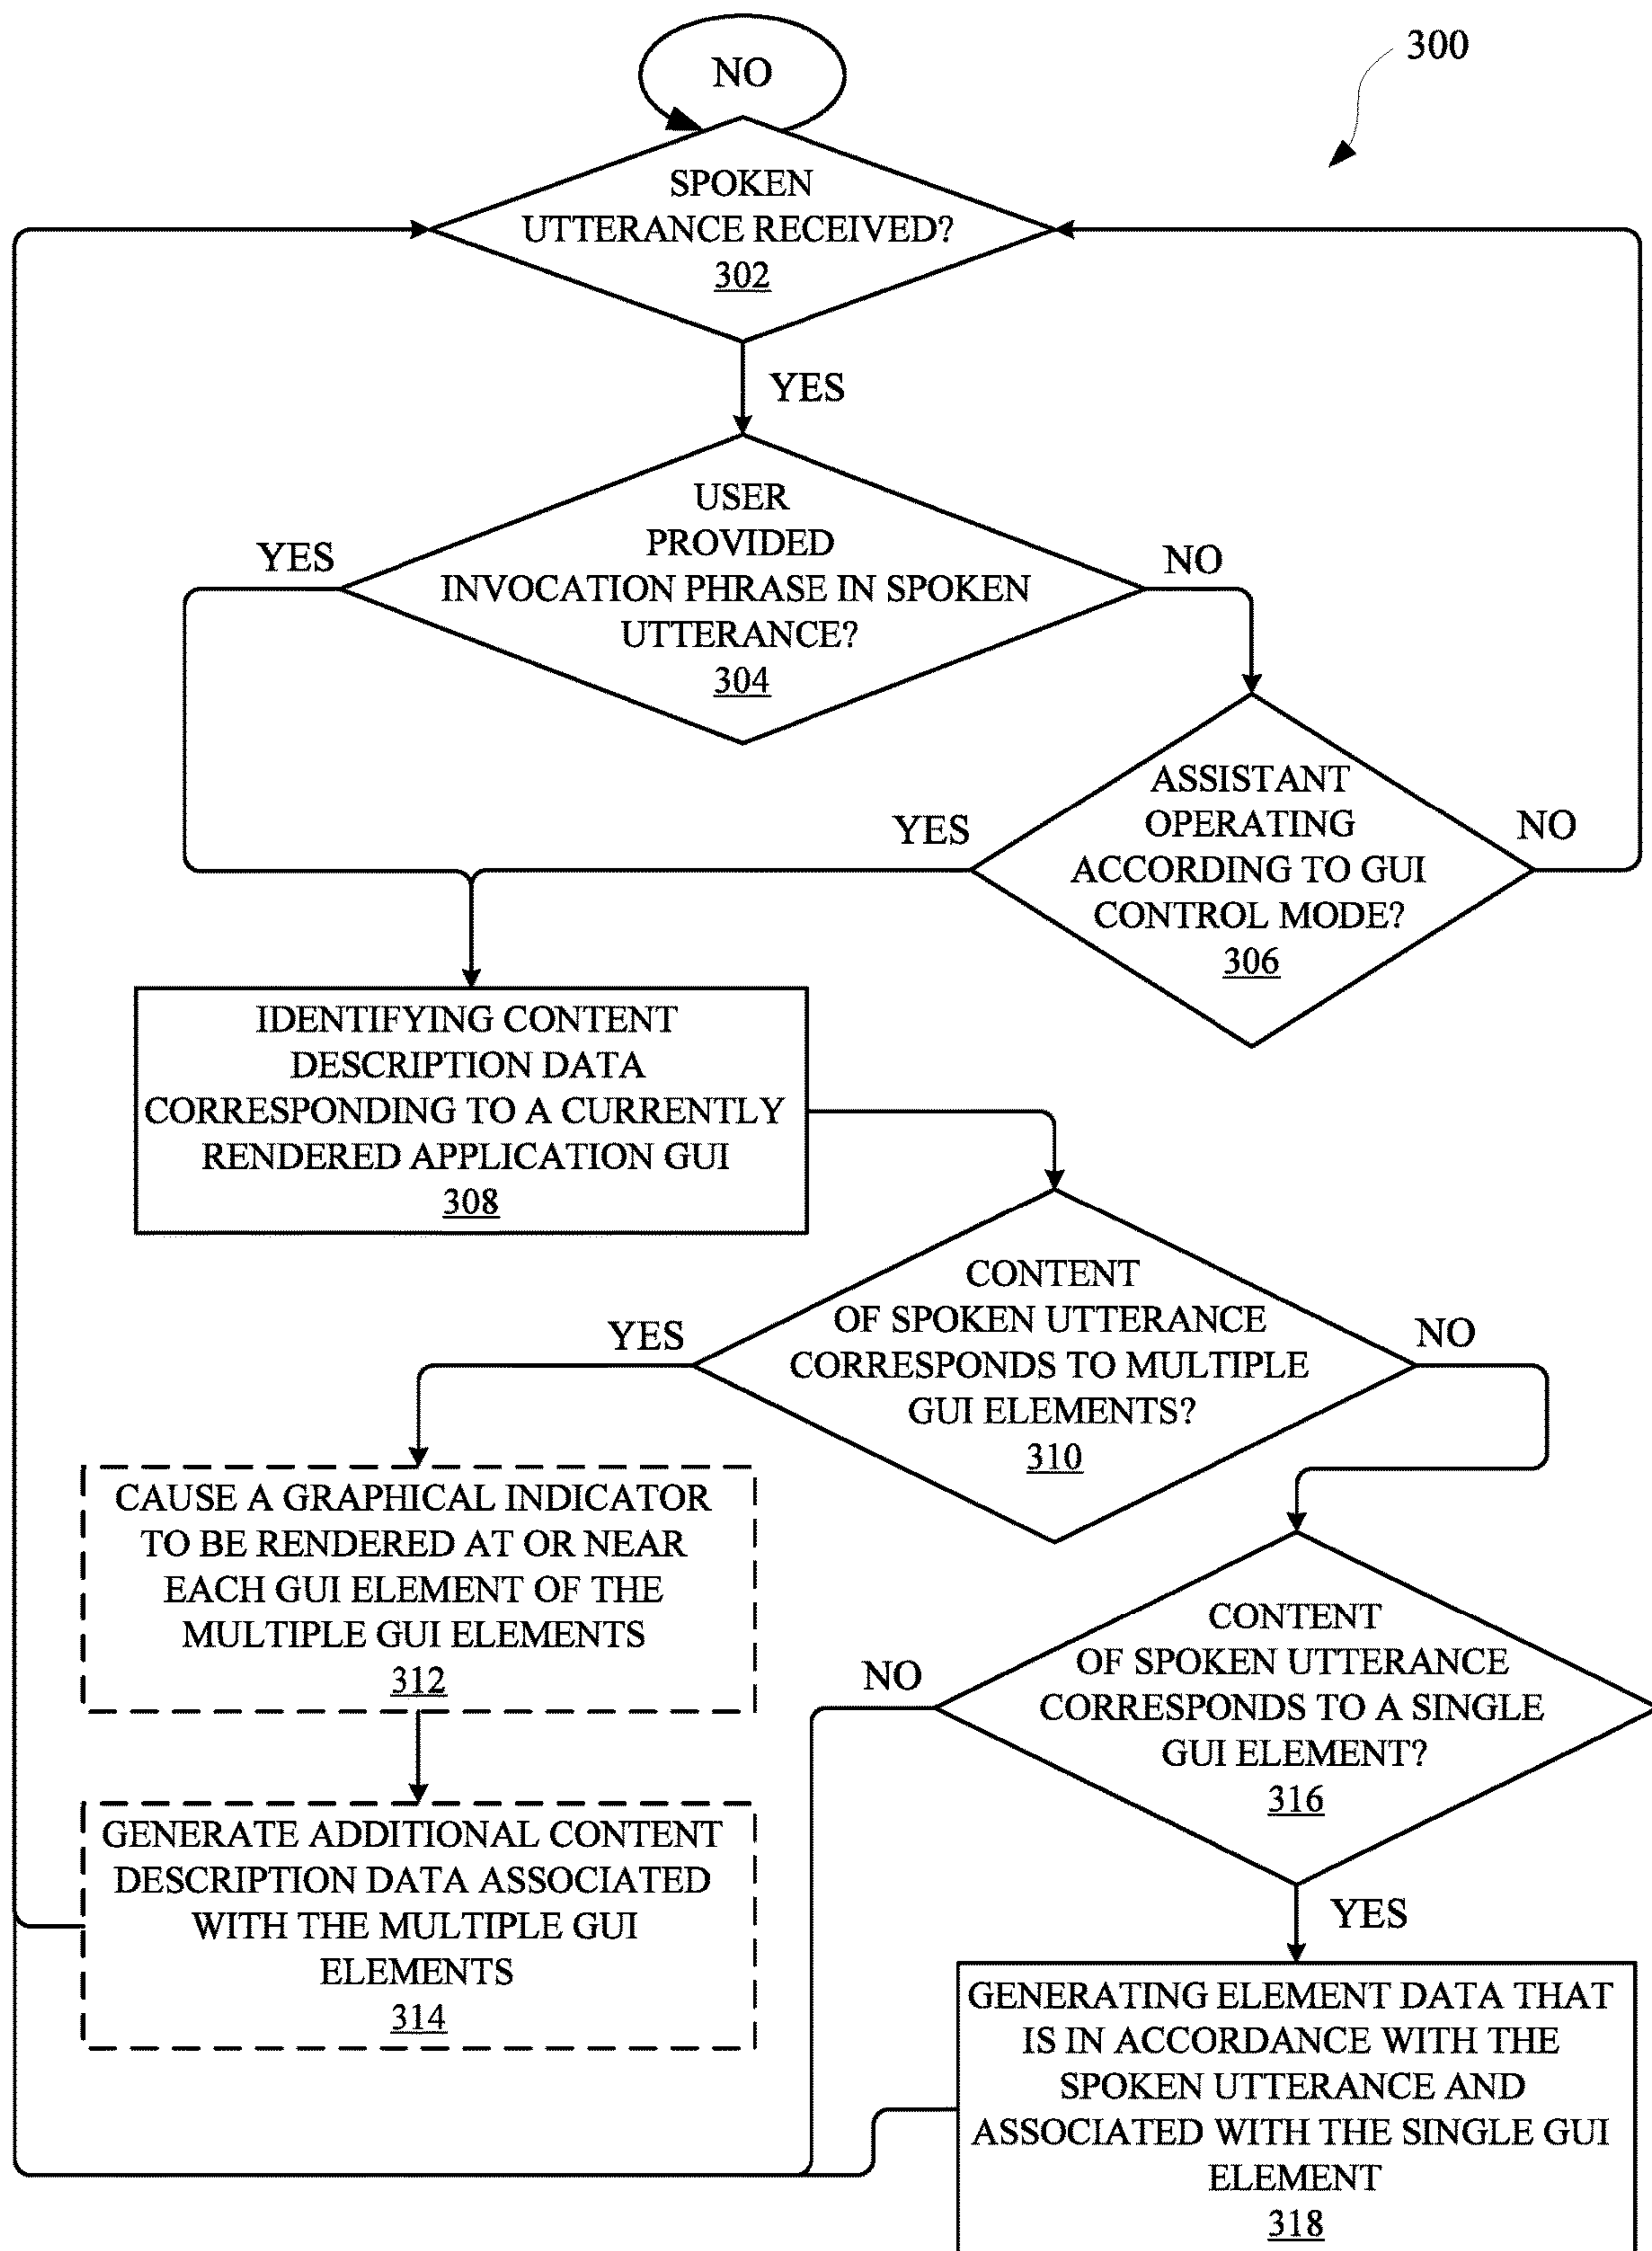 NO
300
SPOKEN
UTTERANCE RECEIVED?
302
YES
USER
PROVIDED
INVOCATION PHRASE IN SPOKEN
UTTERANCE?
304
YES
NO
ASSISTANT
OPERATING
ACCORDING TO GUI
CONTROL MODE?
306
YES
NO
IDENTIFYING CONTENT
DESCRIPTION DATA
CORRESPONDING TO A CURRENTLY
RENDERED APPLICATION GUI
308
CONTENT
OF SPOKEN UTTERANCE
CORRESPONDS TO MULTIPLE
GUI ELEMENTS?
310
YES
NO
CAUSE A GRAPHICAL INDICATOR
TO BE RENDERED AT OR NEAR
EACH GUI ELEMENT OF THE
MULTIPLE GUI ELEMENTS
312
CONTENT
OF SPOKEN UTTERANCE
CORRESPONDS TO A SINGLE
GUI ELEMENT?
316
NO
YES
GENERATE ADDITIONAL CONTENT
DESCRIPTION DATA ASSOCIATED
WITH THE MULTIPLE GUI
ELEMENTS
314
GENERATING ELEMENT DATA THAT
IS IN ACCORDANCE WITH THE
SPOKEN UTTERANCE AND
ASSOCIATED WITH THE SINGLE GUI
ELEMENT
318